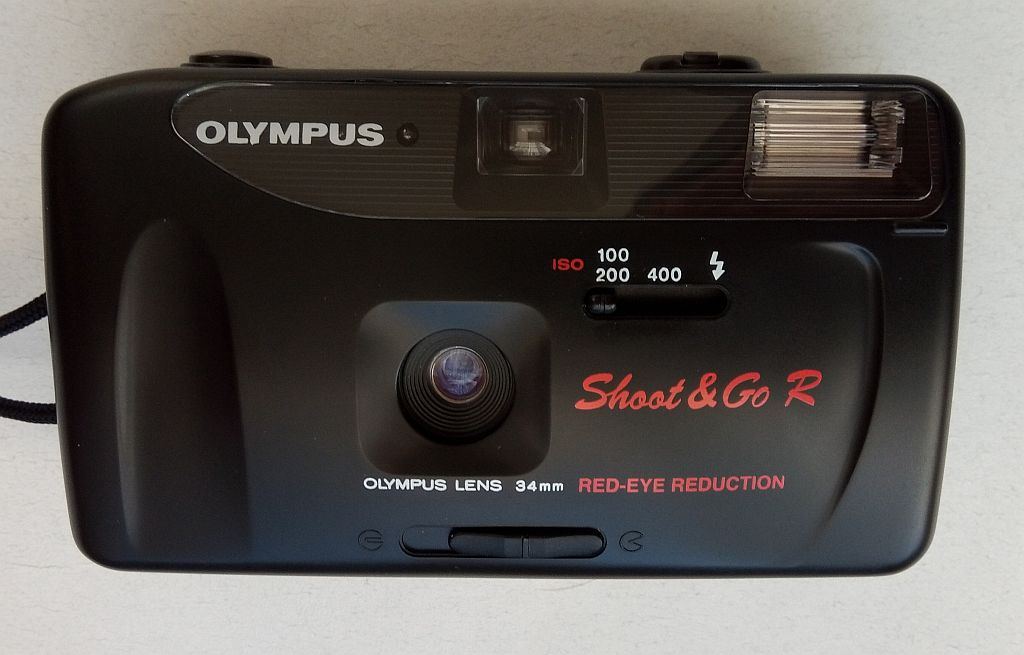 OLYMPUS
ISO 100
200 400
Shoot & Go R
OLYMPUS LENS 34mm RED-EYE REDUCTION